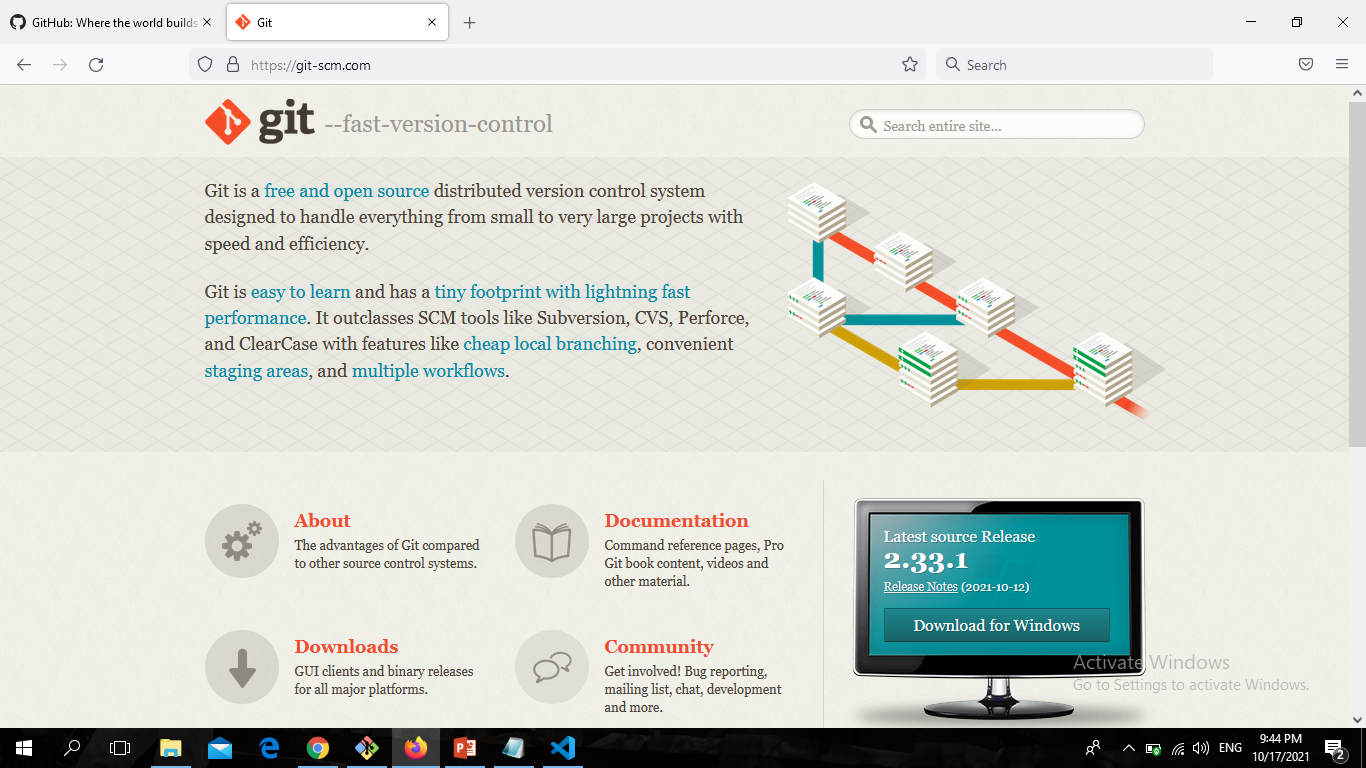 GitHub: Where the world builds
Git
https://git-scm.com
Search
git --fast-version-control
Search entire site...
Git is a free and open source distributed version control system
designed to handle everything from small to very large projects with
speed and efficiency.
Git is easy to learn and has a tiny footprint with lightning fast
performance. It outclasses SCM tools like Subversion, CVS, Perforce,
and ClearCase with features like cheap local branching, convenient
staging areas, and multiple workflows.
About
The advantages of Git compared
to other source control systems.
Documentation
Command reference pages, Pro
Git book content, videos and
other material.
Downloads
GUI clients and binary releases
for all major platforms.
Community
Get involved! Bug reporting,
mailing list, chat, development
and more.
Latest source Release
2.33.1
Release Notes (2021-10-12)
Download for Windows
Activate Windows
Go to Settings to activate Windows.
ENG
9:44 PM
10/17/2021
2